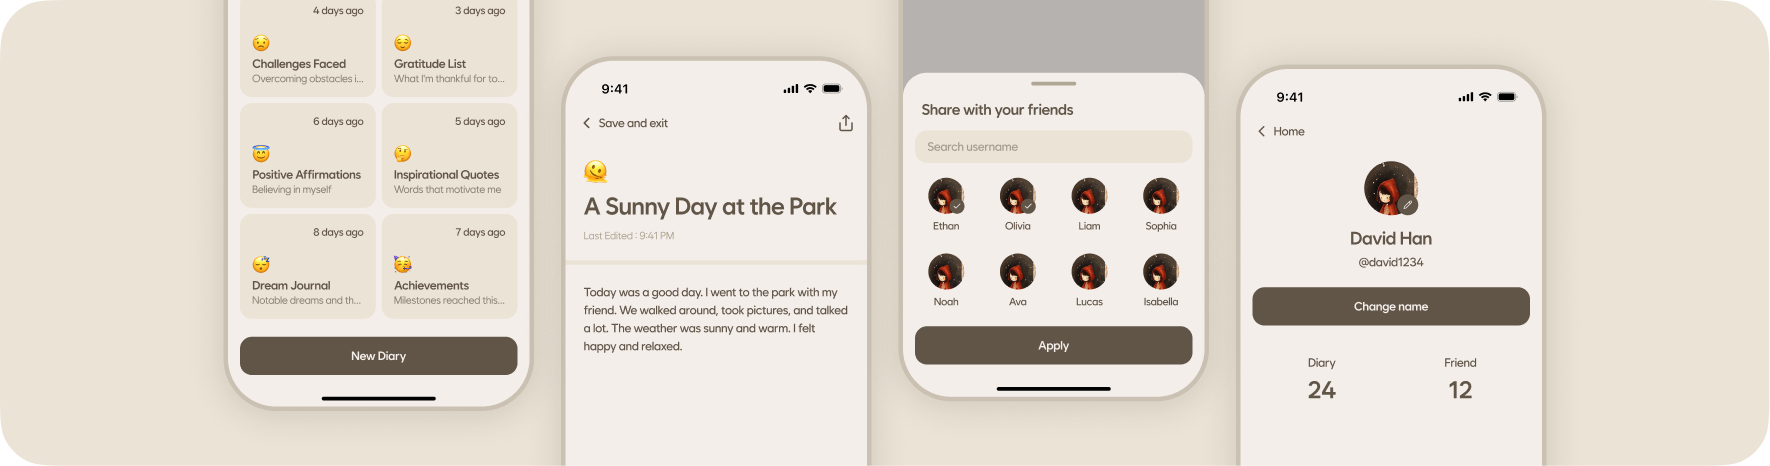 4 days ago
3 days ago
Challenges Faced
Overcoming obstacles i...
Gratitude List
What I'm thankful for to...
6 days ago
5 days ago
Positive Affirmations
Believing in myself
Inspirational Quotes
Words that motivate me
8 days ago
7 days ago
Dream Journal
Notable dreams and th...
Achievements
Milestones reached this...
New Diary
9:41
Save and exit
A Sunny Day at the Park
Last Edited : 9:41 PM
Today was a good day. I went to the park with my
friend. We walked around, took pictures, and talked
a lot. The weather was sunny and warm. I felt
happy and relaxed.
Share with your friends
Search username
Ethan
Olivia
Liam
Sophia
Noah
Ava
Lucas
Isabella
Apply
9:41
Home
David Han
@david1234
Change name
Diary
Friend
24
12